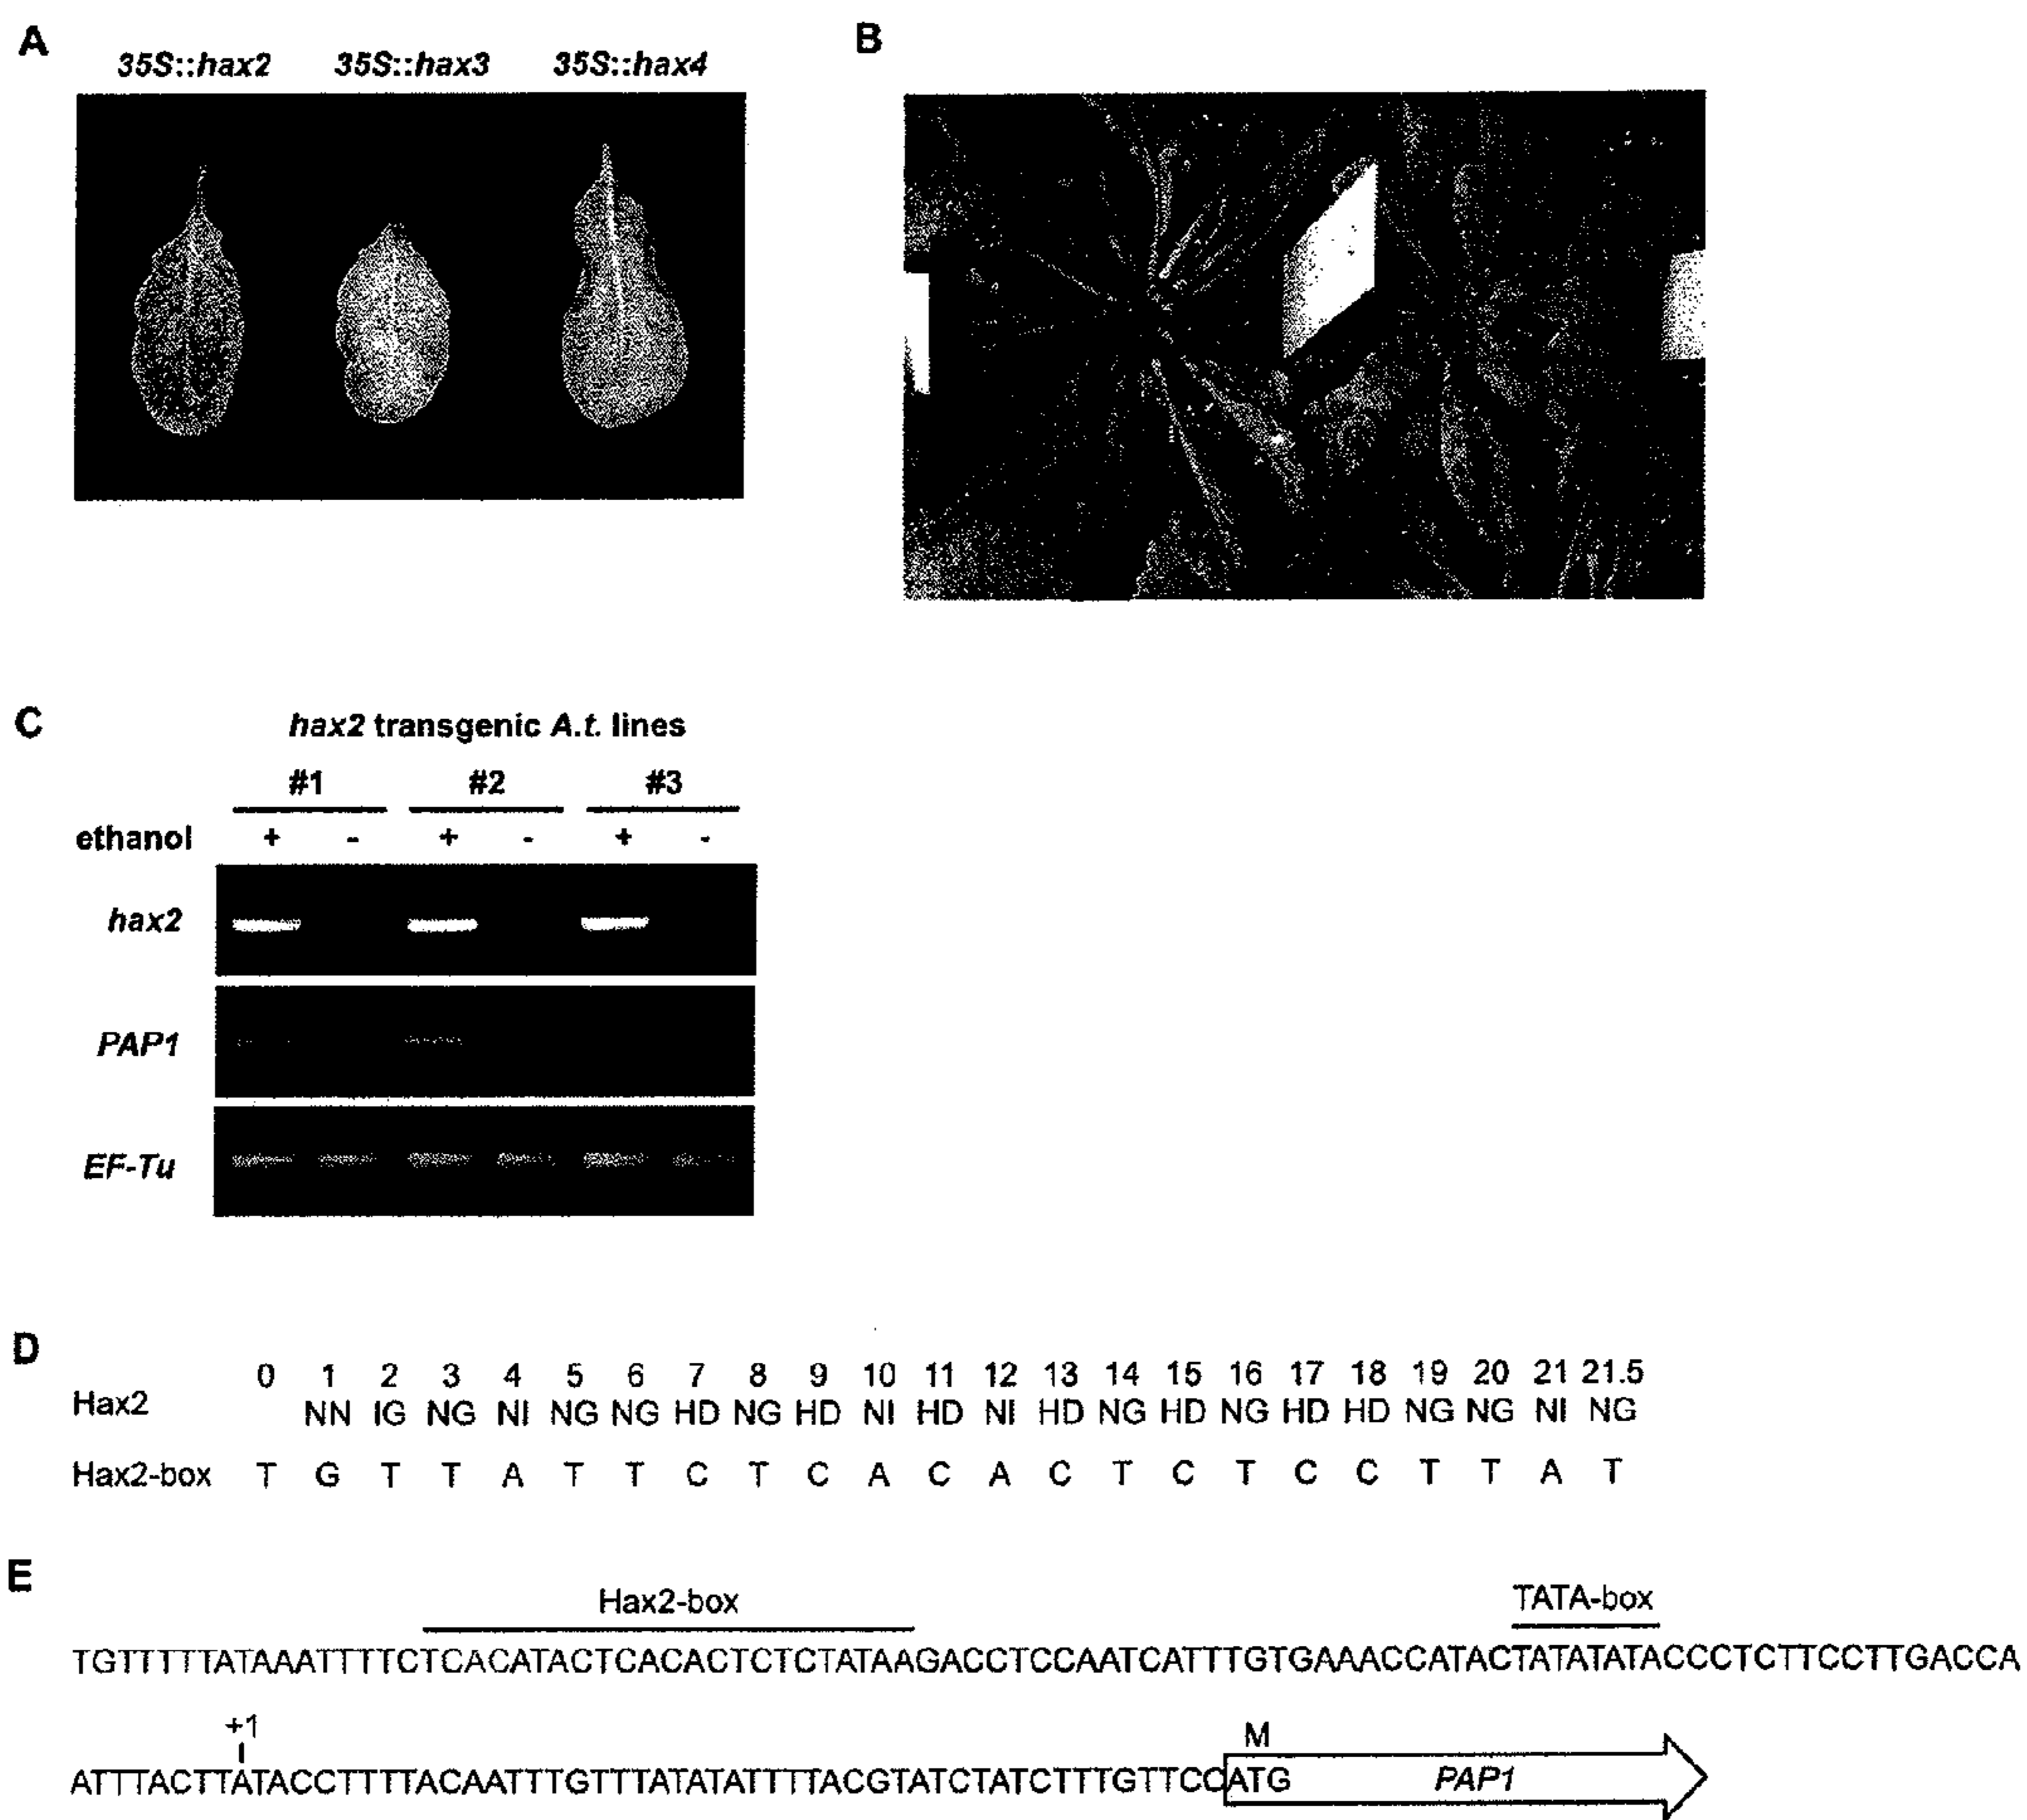 A
35S::hax2 35S::hax3 35S::hax4
B
C
hax2 transgenic A.t. lines
#1 #2 #3
ethanol + - + - + -
hax2
PAP1
EF-Tu
D
0 1 2 3 4 5 6 7 8 9 10 11 12 13 14 15 16 17 18 19 20 21 21.5
Hax2 NN IG NG NI NG NG HD NG HD NI HD NI HD NG HD NG HD HD NG NG NI NG
Hax2-box T G T T A T T C T C A C A C T C T C C T T A T
E
Hax2-box TATA-box
TGTTTTTATAAATTTTCTCACATACTCACACTCTCTATAAGACCTCCAATCATTTGTGAAACCATACTATATATACCCTCTTCCTTGACCA
+1 M
ATTTACTTATACCTTTTTACAATTTGTTTATATATTTTACGTATCTATCTTTGTTCCATG PAP1